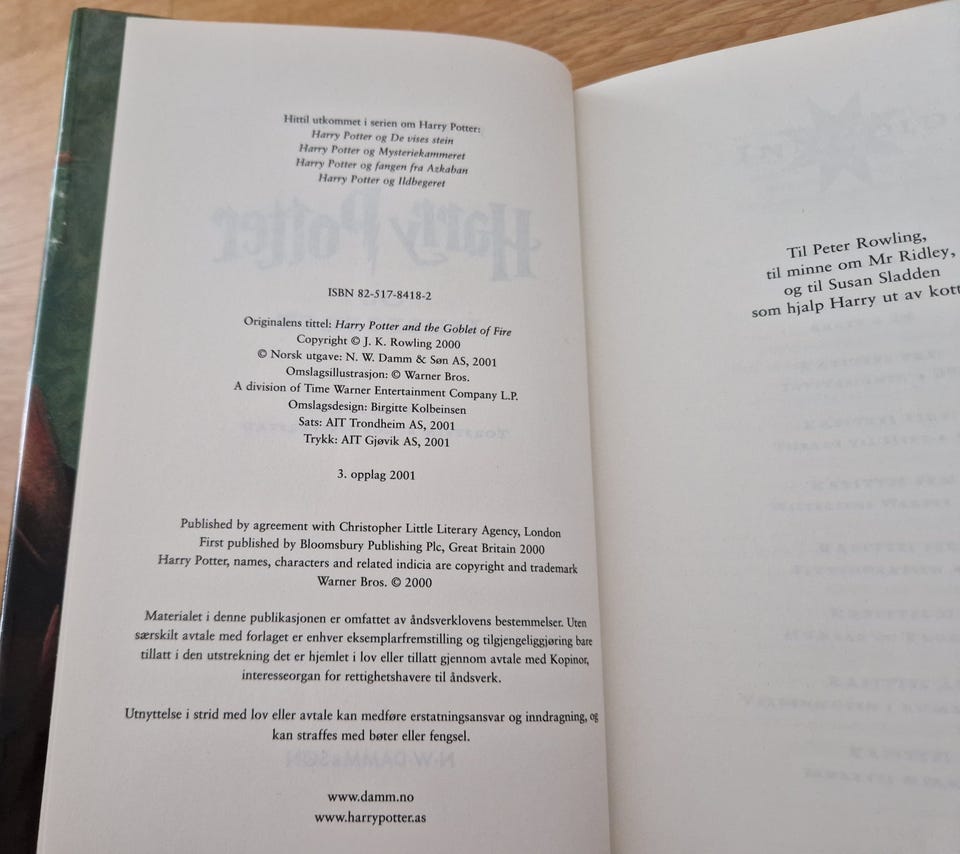 Hittil utkommet i serien om Harry Potter:
Harry Potter og De vises stein
Harry Potter og Mysteriekammeret
Harry Potter og fangen fra Azkaban
Harry Potter og Ildbegeret
Harry Potter
ISBN 82-517-8418-2
Originalens tittel: Harry Potter and the Goblet of Fire
Copyright © J. K. Rowling 2000
© Norsk utgave: N. W. Damm & Søn AS, 2001
Omslagsillustrasjon: © Warner Bros.
A division of Time Warner Entertainment Company L.P.
Omslagsdesign: Birgitte Kolbeinsen
Sats: AIT Trondheim AS, 2001
Trykk: AIT Gjøvik AS, 2001
3. opplag 2001
Published by agreement with Christopher Little Literary Agency, London
First published by Bloomsbury Publishing Plc, Great Britain 2000
Harry Potter, names, characters and related indicia are copyright and trademark
Warner Bros. © 2000
Materialet i denne publikasjonen er omfattet av åndsverklovens bestemmelser. Uten
særskilt avtale med forlaget er enhver eksemplarfremstilling og tilgjengeliggjøring bare
tillatt i den utstrekning det er hjemlet i lov eller tillatt gjennom avtale med Kopinor,
interesseorgan for rettighetshavere til åndsverk.
Utnyttelse i strid med lov eller avtale kan medføre erstatningsansvar og inndragning, og
kan straffes med bøter eller fengsel.
N·W·DAMM&SØN
www.damm.no
www.harrypotter.as
Til Peter Rowling,
til minne om Mr Ridley,
og til Susan Sladden
som hjalp Harry ut av kott